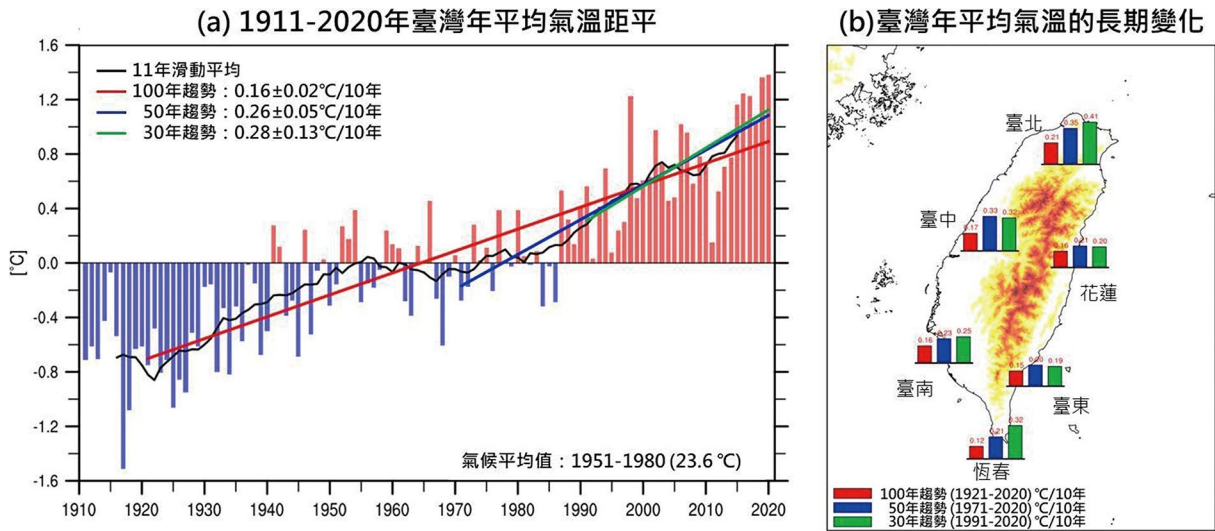 (a) 1911-2020年臺灣年平均氣溫距平
1.6
1.2
0.8
0.4
0.0
-0.4
-0.8
-1.2
-1.6
[℃]
11年滑動平均
100年趨勢：0.16±0.02℃/10年
50年趨勢：0.26±0.05℃/10年
30年趨勢：0.28±0.13℃/10年
氣候平均值：1951-1980 (23.6 ℃)
1910 1920 1930 1940 1950 1960 1970 1980 1990 2000 2010 2020
(b)臺灣年平均氣溫的長期變化
臺北
0.21 0.35 0.41
臺中
0.17 0.33 0.32
0.16 0.21 0.20
花蓮
0.16 0.23 0.25
臺南
0.15 0.20 0.19
臺東
0.12 0.21 0.32
恆春
100年趨勢 (1921-2020) ℃/10年
50年趨勢 (1971-2020) ℃/10年
30年趨勢 (1991-2020) ℃/10年